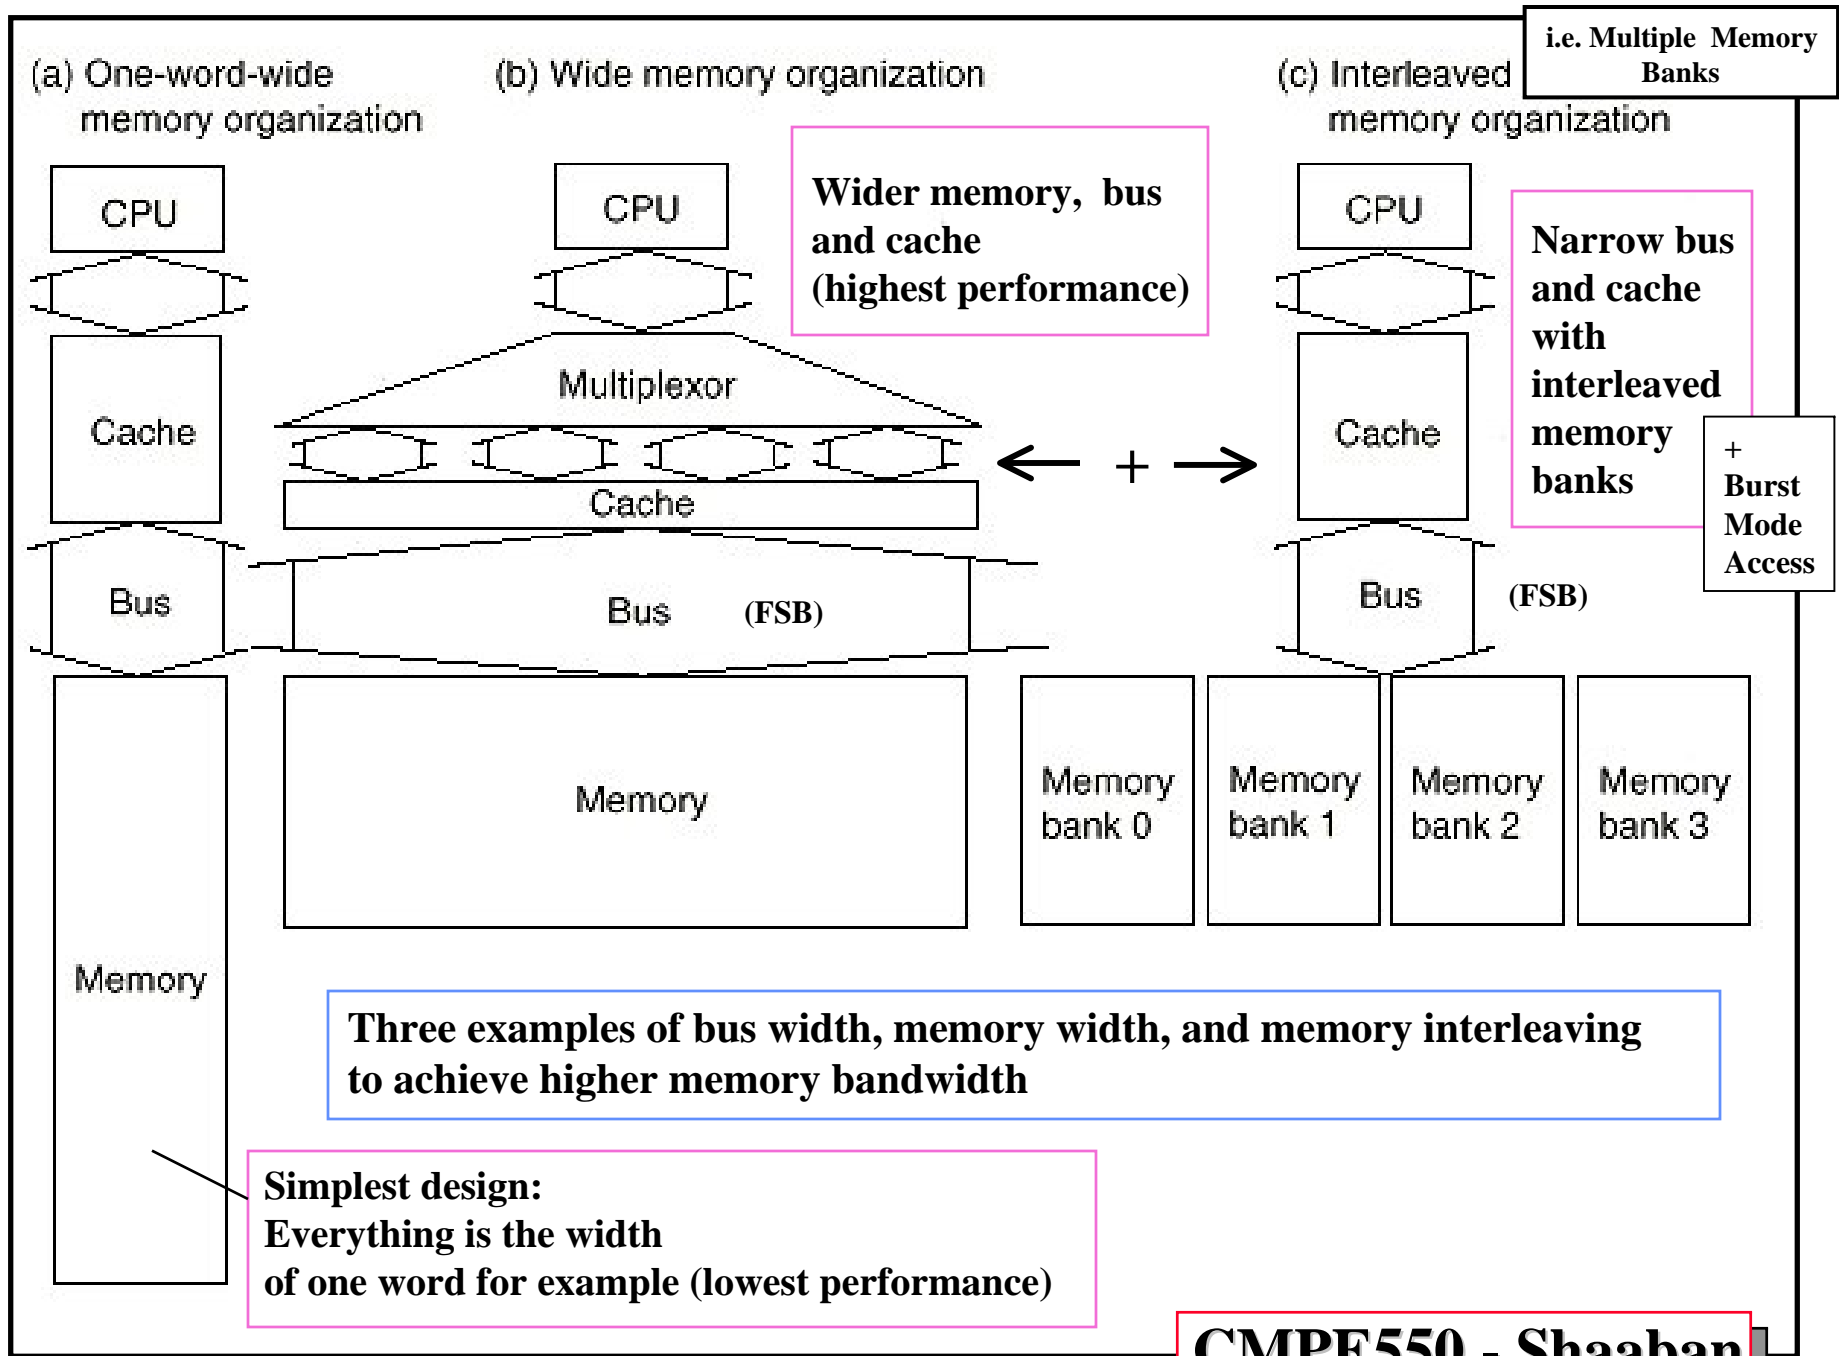 i.e. Multiple Memory
Banks
(a) One-word-wide
memory organization
(b) Wide memory organization
(c) Interleaved
memory organization
CPU
Cache
Bus
Memory
CPU
Multiplexor
Cache
Bus (FSB)
Memory
Wider memory, bus
and cache
(highest performance)
+
CPU
Cache
Bus (FSB)
Memory
bank 0
Memory
bank 1
Memory
bank 2
Memory
bank 3
Narrow bus
and cache
with
interleaved
memory
banks
+
Burst
Mode
Access
Three examples of bus width, memory width, and memory interleaving
to achieve higher memory bandwidth
Simplest design:
Everything is the width
of one word for example (lowest performance)
CMPE550 - Shaaban